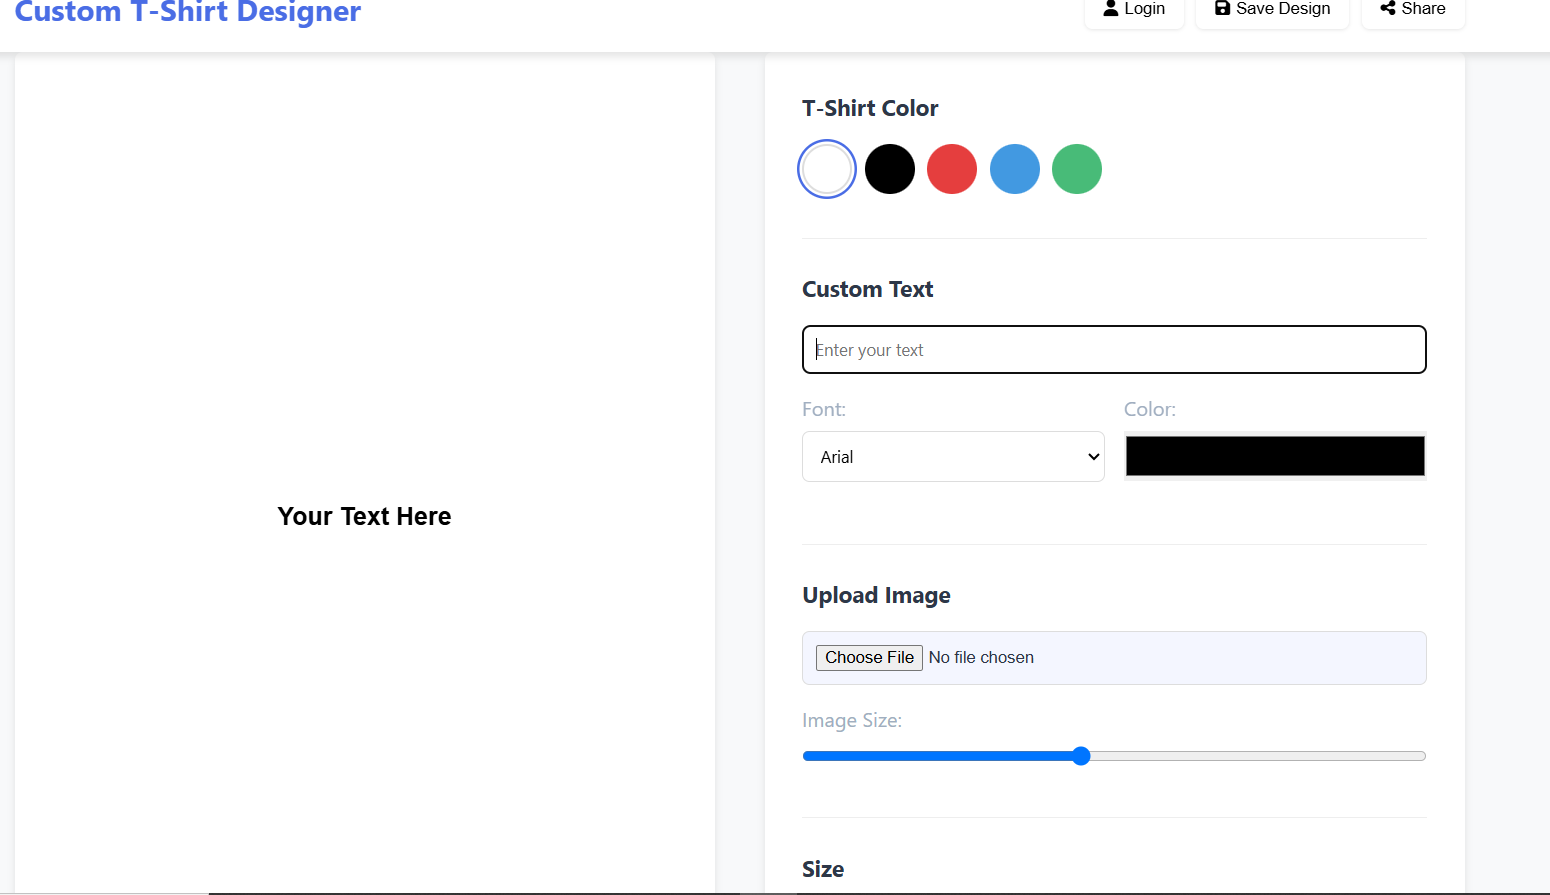 Custom T-Shirt Designer
Login
Save Design
Share
Your Text Here
T-Shirt Color
Custom Text
Enter your text
Font:
Color:
Arial
Upload Image
Choose File No file chosen
Image Size:
Size